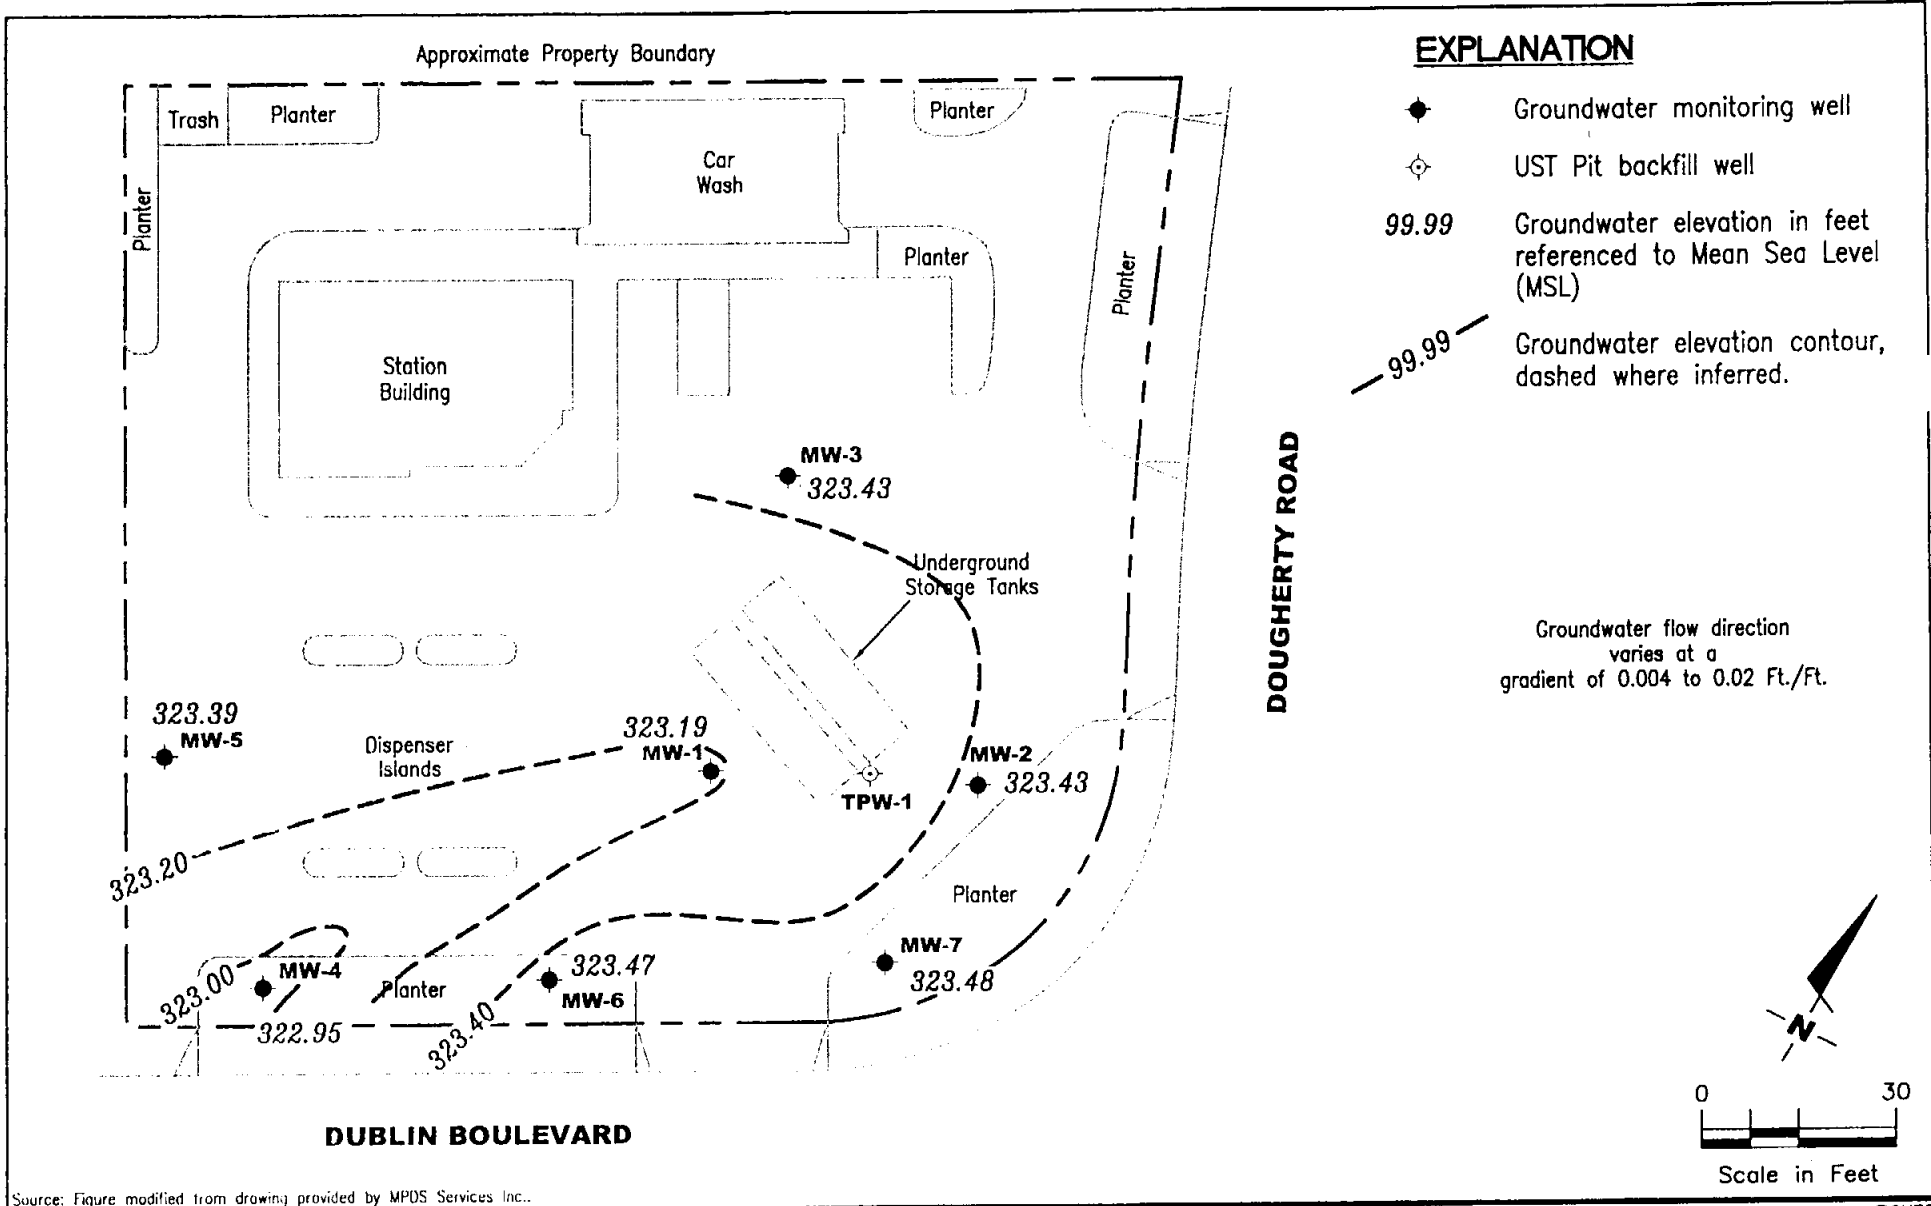 Approximate Property Boundary
Trash
Planter
Planter
Planter
Car
Wash
Planter
Planter
Station
Building
MW-3
323.43
Underground
Storage Tanks
323.39
MW-5
Dispenser
Islands
323.19
MW-1
TPW-1
MW-2
323.43
323.20
Planter
MW-7
323.48
MW-4
323.00
322.95
Planter
323.47
MW-6
323.40
DUBLIN BOULEVARD
DOUGHERTY ROAD
EXPLANATION
Groundwater monitoring well
UST Pit backfill well
99.99
Groundwater elevation in feet
referenced to Mean Sea Level
(MSL)
99.99
Groundwater elevation contour,
dashed where inferred.
Groundwater flow direction
varies at a
gradient of 0.004 to 0.02 Ft./Ft.
N
0 30
Scale in Feet
Source: Figure modified from drawing provided by MPDS Services Inc..